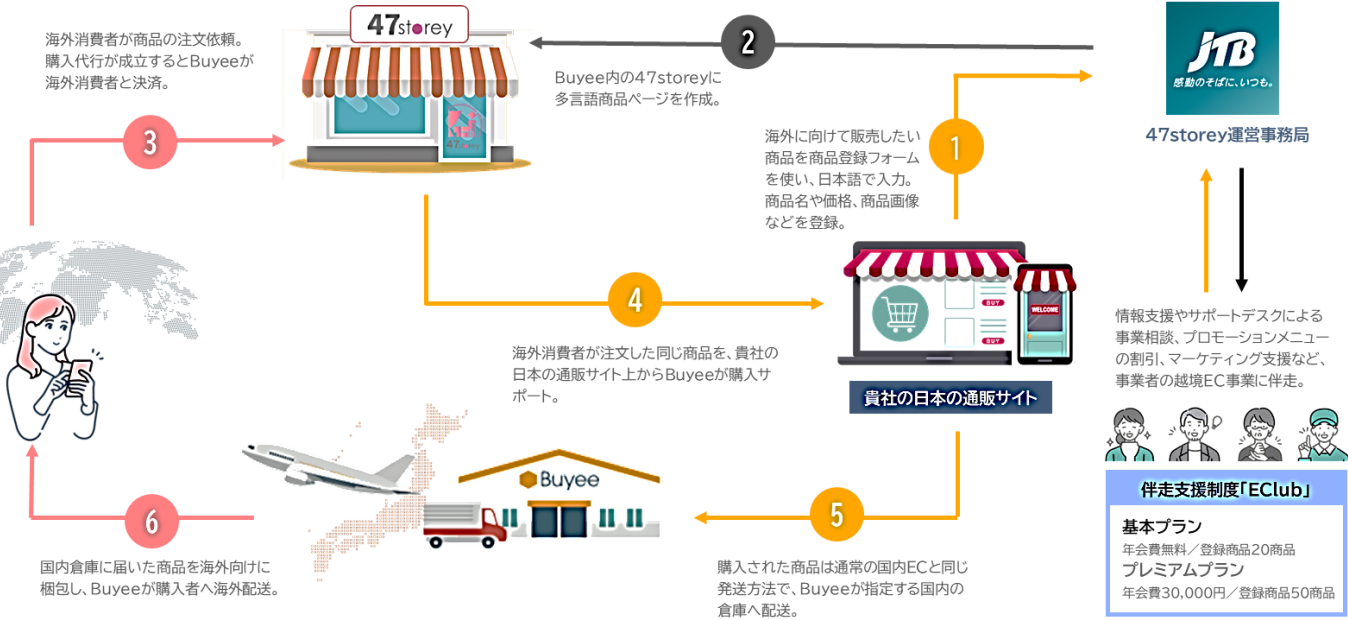 海外消費者が商品の注文依頼。
購入代行が成立するとBuyeeが
海外消費者と決済。
3
47storey
47storey
2
Buyee内の47storeyに
多言語商品ページを作成。
JTB
感動のそばに、いつも。
47storey運営事務局
海外に向けて販売したい
商品を商品登録フォーム
を使い、日本語で入力。
商品名や価格、商品画像
などを登録。
1
4
海外消費者が注文した同じ商品を、貴社の
日本の通販サイト上からBuyeeが購入サ
ポート。
BUY
BUY
WELCOME
貴社の日本の通販サイト
情報支援やサポートデスクによる
事業相談、プロモーションメニュー
の割引、マーケティング支援など、
事業者の越境EC事業に伴走。
伴走支援制度「EClub」
基本プラン
年会費無料／登録商品20商品
プレミアムプラン
年会費30,000円／登録商品50商品
Buyee
5
購入された商品は通常の国内ECと同じ
発送方法で、Buyeeが指定する国内の
倉庫へ配送。
6
国内倉庫に届いた商品を海外向けに
梱包し、Buyeeが購入者へ海外配送。